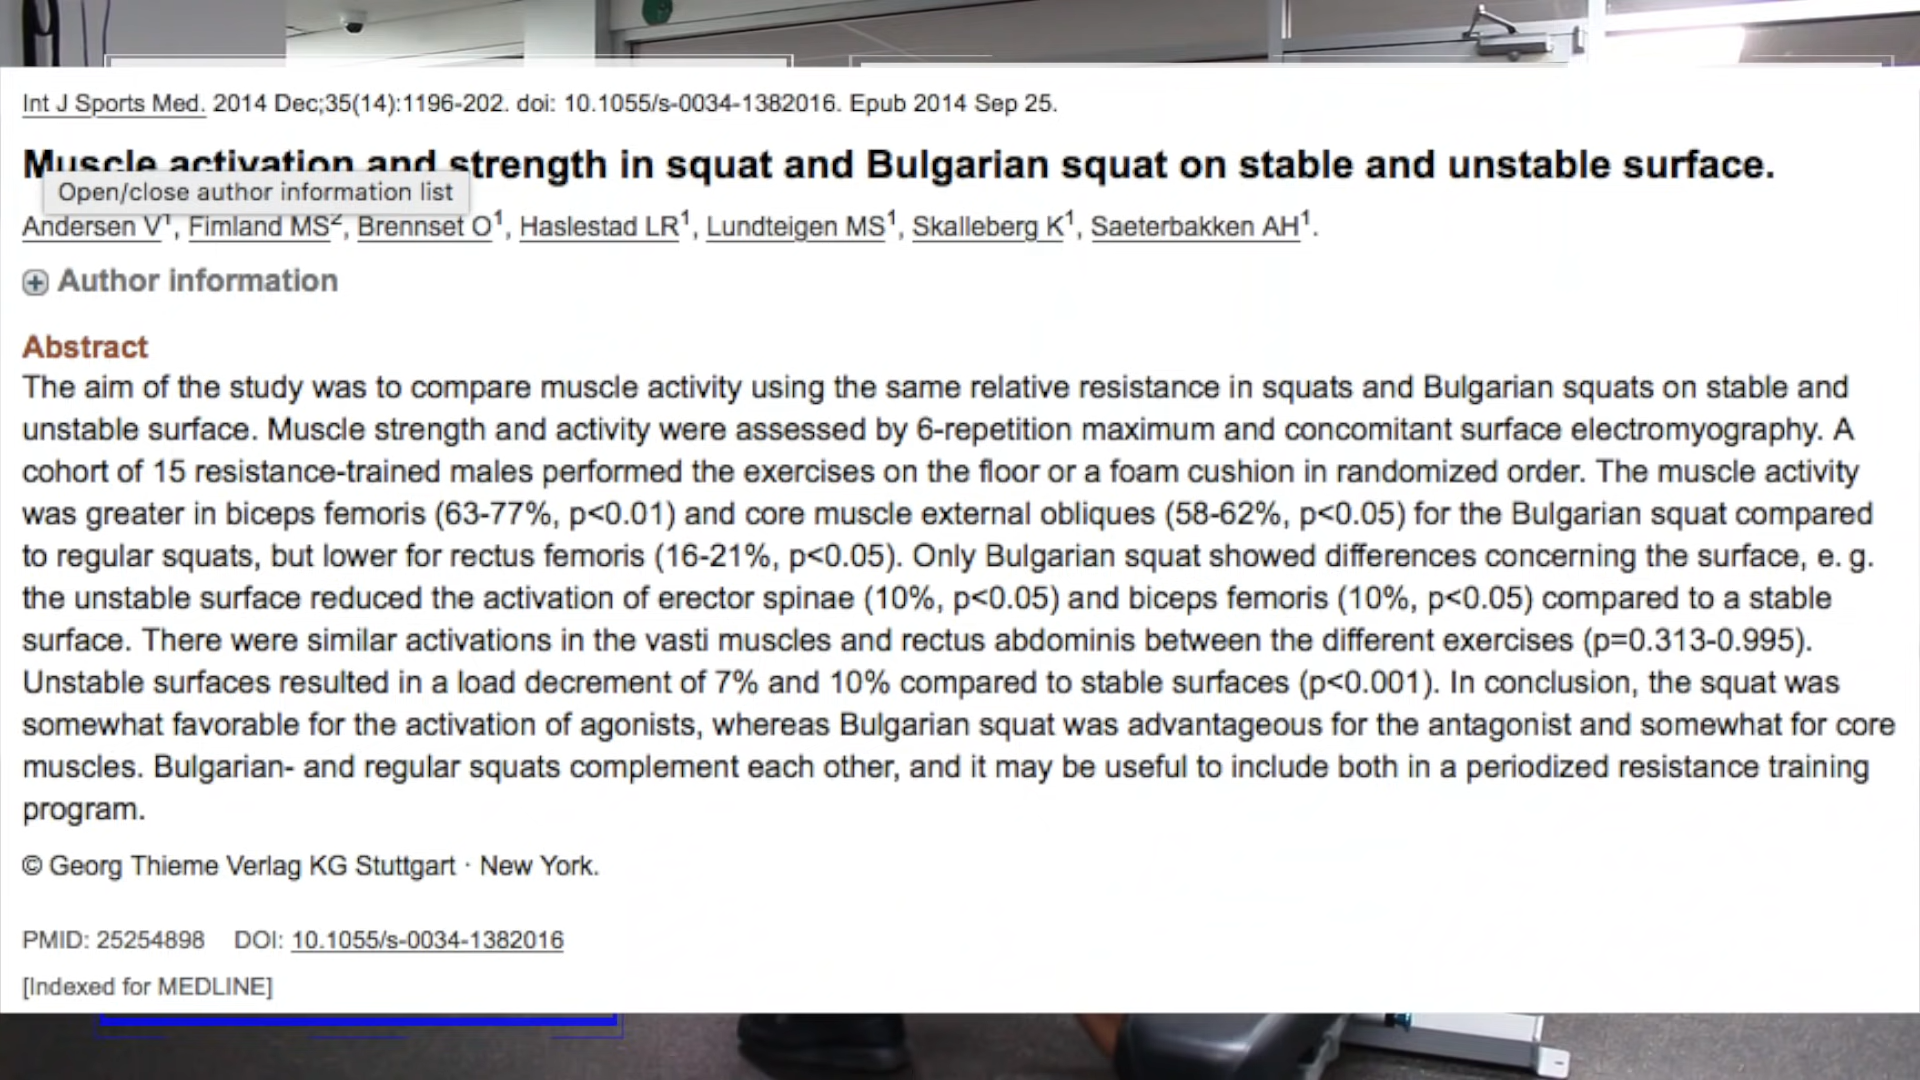 Int J Sports Med. 2014 Dec;35(14):1196-202. doi: 10.1055/s-0034-1382016. Epub 2014 Sep 25.
Muscle activation and strength in squat and Bulgarian squat on stable and unstable surface.
Open/close author information list
Andersen V1, Fimland MS2, Brennset O1, Haslestad LR1, Lundteigen MS1, Skalleberg K1, Saeterbakken AH1.
Author information
Abstract
The aim of the study was to compare muscle activity using the same relative resistance in squats and Bulgarian squats on stable and
unstable surface. Muscle strength and activity were assessed by 6-repetition maximum and concomitant surface electromyography. A
cohort of 15 resistance-trained males performed the exercises on the floor or a foam cushion in randomized order. The muscle activity
was greater in biceps femoris (63-77%, p<0.01) and core muscle external obliques (58-62%, p<0.05) for the Bulgarian squat compared
to regular squats, but lower for rectus femoris (16-21%, p<0.05). Only Bulgarian squat showed differences concerning the surface, e. g.
the unstable surface reduced the activation of erector spinae (10%, p<0.05) and biceps femoris (10%, p<0.05) compared to a stable
surface. There were similar activations in the vasti muscles and rectus abdominis between the different exercises (p=0.313-0.995).
Unstable surfaces resulted in a load decrement of 7% and 10% compared to stable surfaces (p<0.001). In conclusion, the squat was
somewhat favorable for the activation of agonists, whereas Bulgarian squat was advantageous for the antagonist and somewhat for core
muscles. Bulgarian- and regular squats complement each other, and it may be useful to include both in a periodized resistance training
program.
© Georg Thieme Verlag KG Stuttgart · New York.
PMID: 25254898 DOI: 10.1055/s-0034-1382016
[Indexed for MEDLINE]